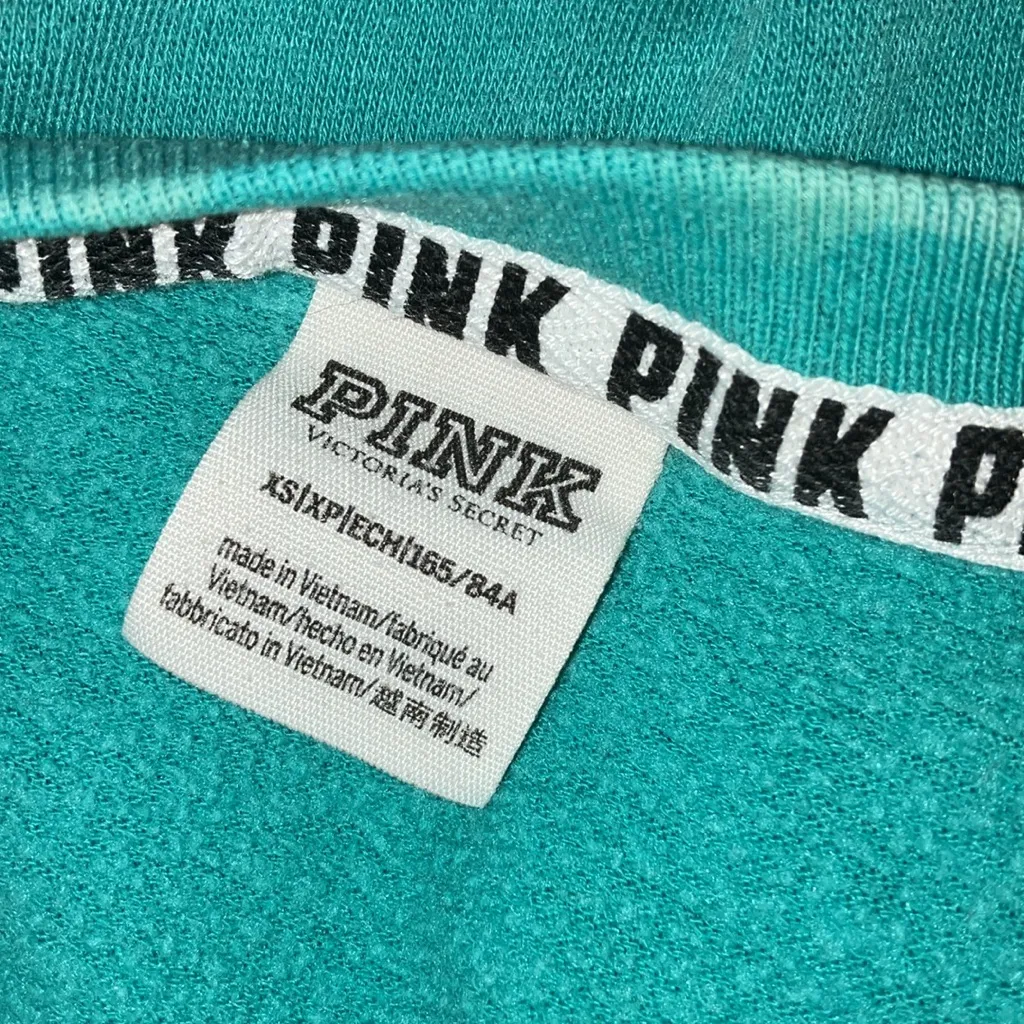 PINK PINK PINK P
PINK
VICTORIA'S SECRET
XS|XP|ECH|165/84A
made in Vietnam/fabriqué au
Vietnam/hecho en Vietnam/
fabbricato in Vietnam/越南制造